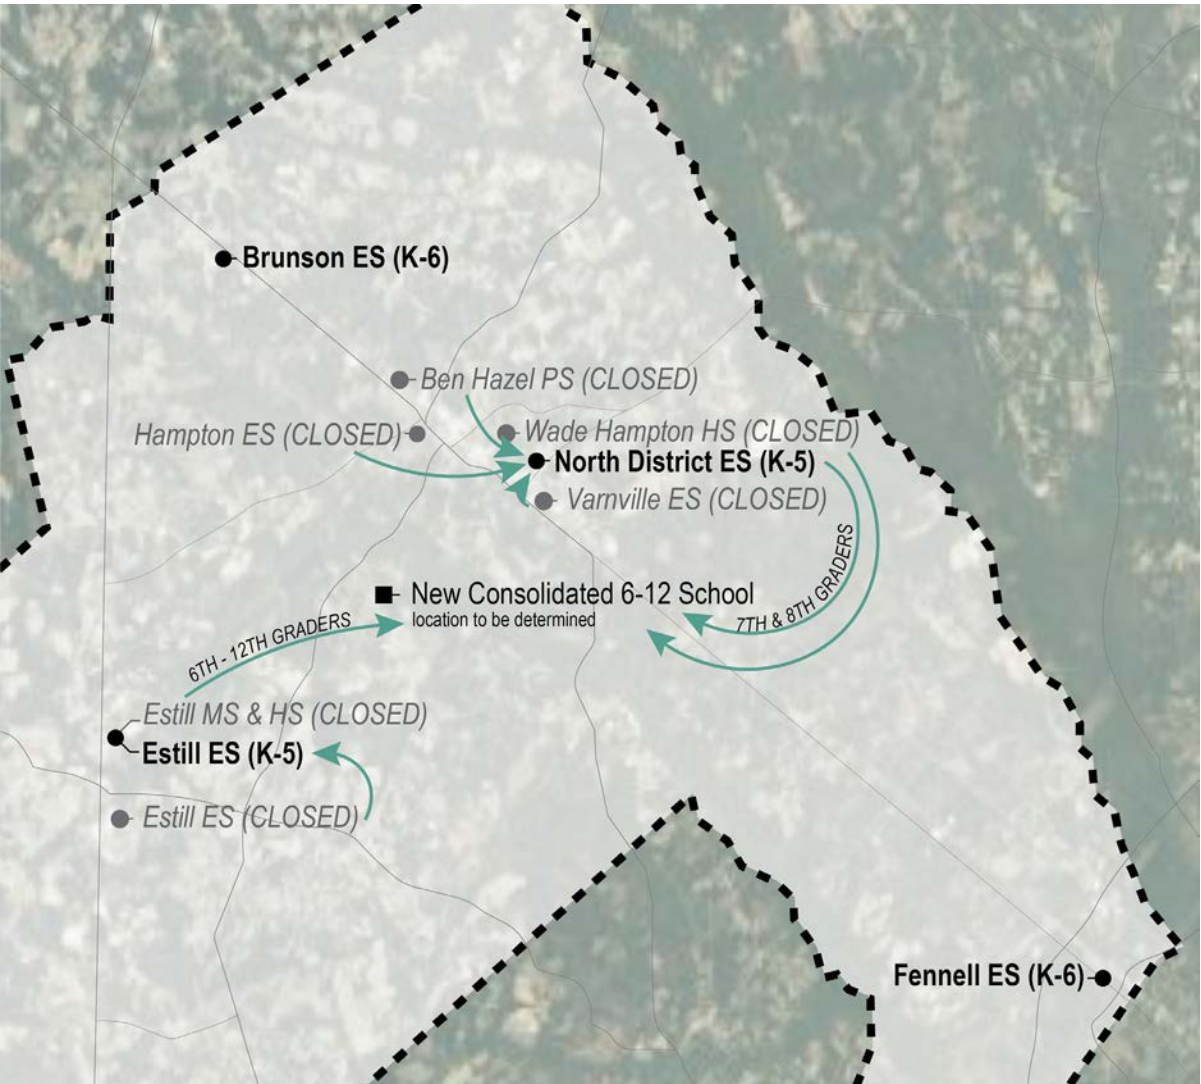 Brunson ES (K-6)
Ben Hazel PS (CLOSED)
Hampton ES (CLOSED)
Wade Hampton HS (CLOSED)
North District ES (K-5)
Varnville ES (CLOSED)
7TH & 8TH GRADERS
New Consolidated 6-12 School
location to be determined
6TH - 12TH GRADERS
Estill MS & HS (CLOSED)
Estill ES (K-5)
Estill ES (CLOSED)
Fennell ES (K-6)